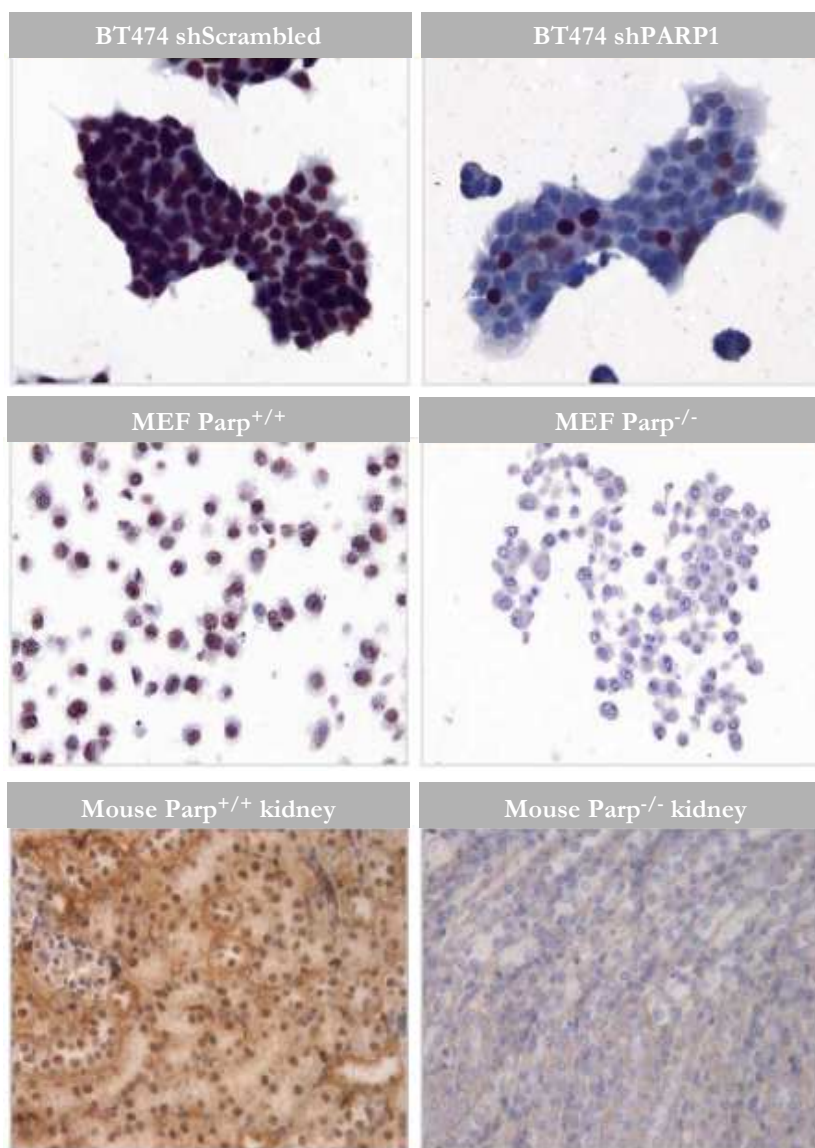 BT474 shScrambled
BT474 shPARP1
MEF Parp+/+
MEF Parp-/-
Mouse Parp+/+ kidney
Mouse Parp-/- kidney